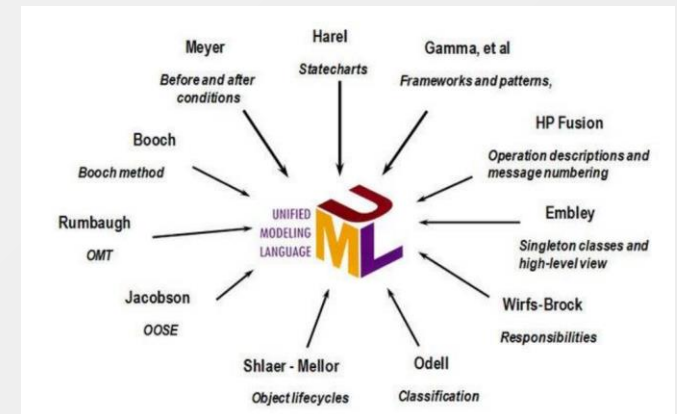 Harel
Statecharts
Meyer
Before and after
conditions
Gamma, et al
Frameworks and patterns,
HP Fusion
Operation descriptions and
message numbering
Booch
Booch method
Embley
Singleton classes and
high-level view
Rumbaugh
OMT
UNIFIED
MODELING
LANGUAGE
UML
Jacobson
OOSE
Wirfs-Brock
Responsibilities
Shlaer - Mellor
Object lifecycles
Odell
Classification